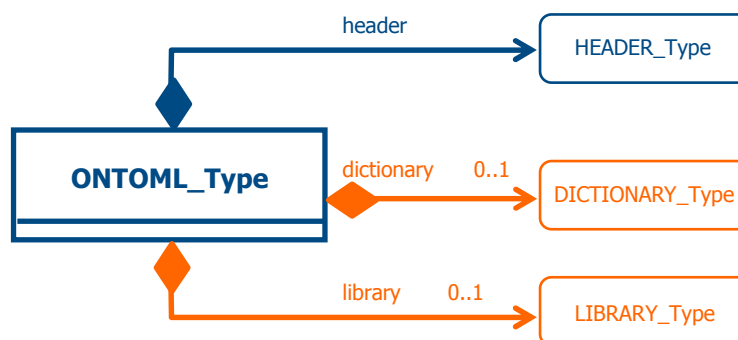 header
HEADER_Type
ONTOML_Type
dictionary 0..1
DICTIONARY_Type
library 0..1
LIBRARY_Type